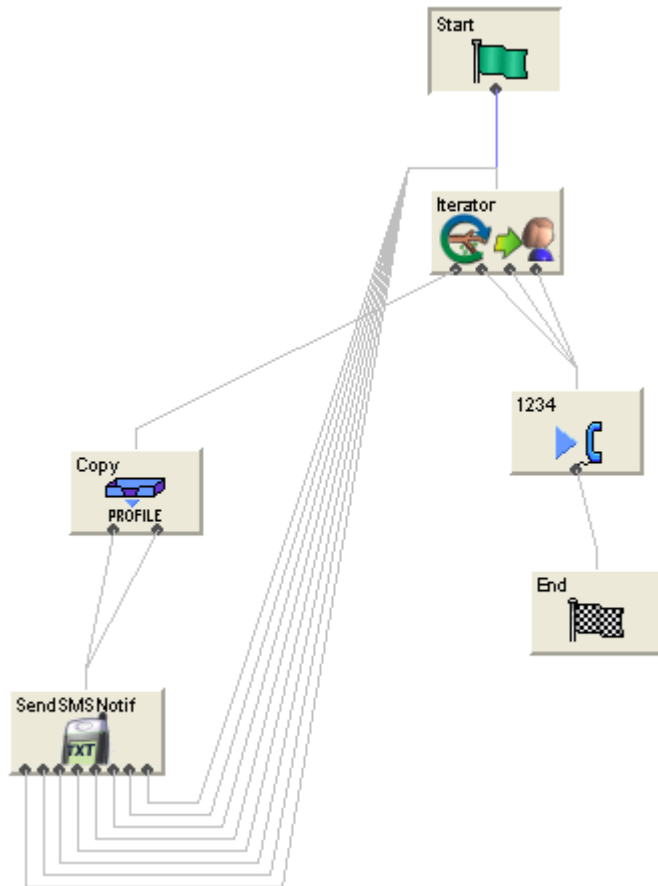 Start
Iterator
1234
Copy
PROFILE
End
SendSMSNotif
TXT